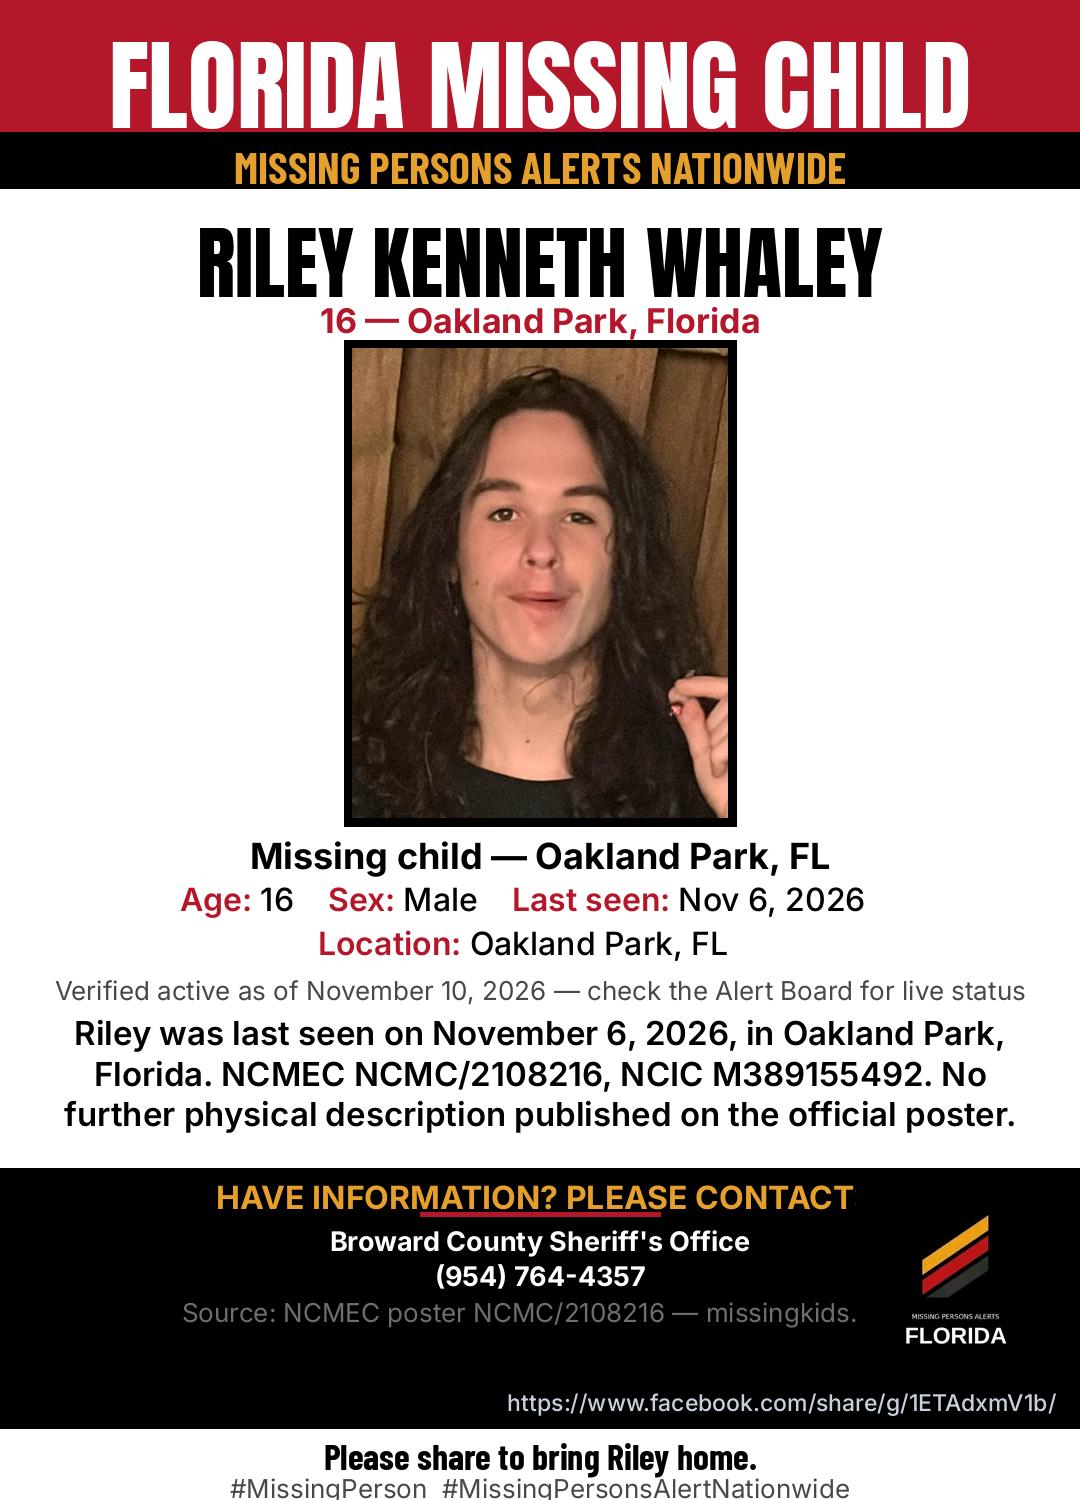 FLORIDA MISSING CHILD
MISSING PERSONS ALERTS NATIONWIDE
RILEY KENNETH WHALEY
16 — Oakland Park, Florida
Missing child — Oakland Park, FL
Age: 16 Sex: Male Last seen: Nov 6, 2026
Location: Oakland Park, FL
Verified active as of November 10, 2026 — check the Alert Board for live status
Riley was last seen on November 6, 2026, in Oakland Park,
Florida. NCMEC NCMC/2108216, NCIC M389155492. No
further physical description published on the official poster.
HAVE INFORMATION? PLEASE CONTACT
Broward County Sheriff's Office
(954) 764-4357
Source: NCMEC poster NCMC/2108216 — missingkids.
MISSING PERSONS ALERTS
FLORIDA
https://www.facebook.com/share/g/1ETAdxmV1b/
Please share to bring Riley home.
#MissingPerson #MissingPersonsAlertNationwide